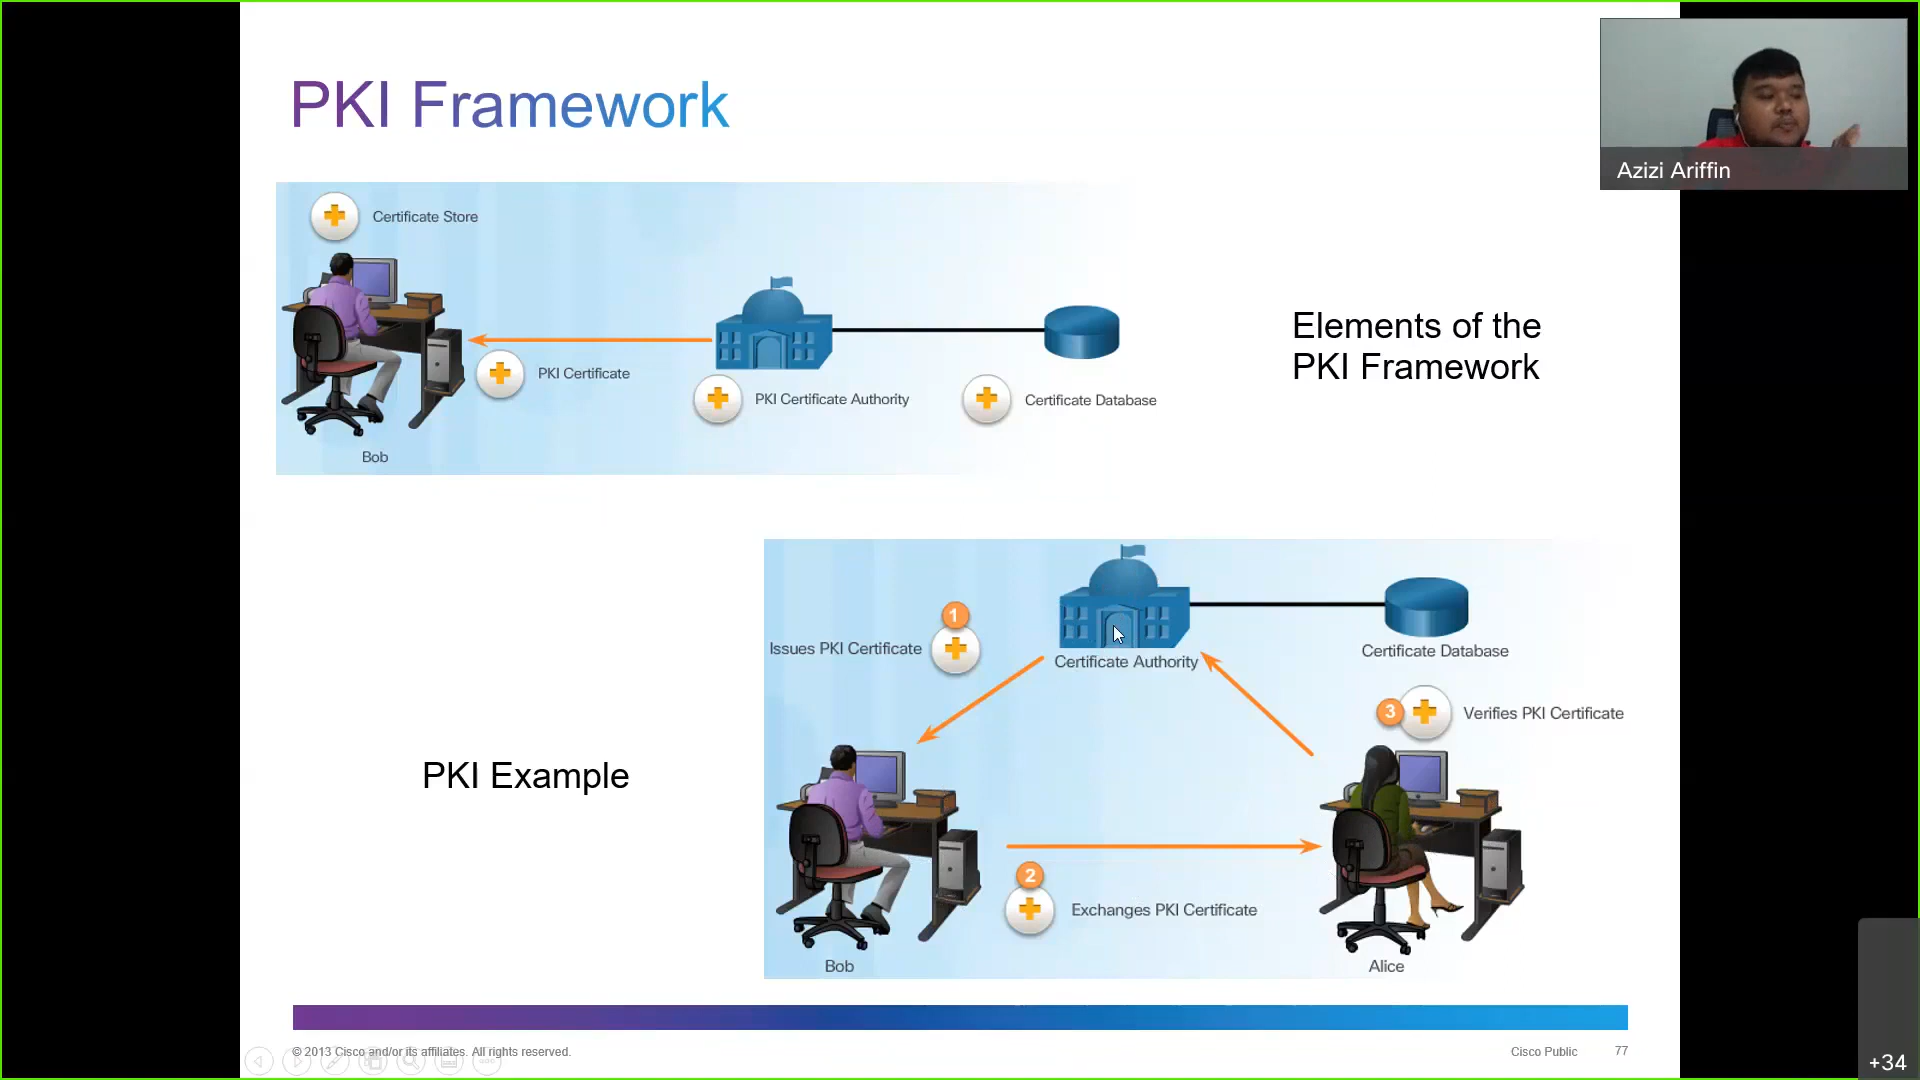 PKI Framework
Azizi Ariffin
Certificate Store
PKI Certificate
PKI Certificate Authority
Certificate Database
Bob
Elements of the
PKI Framework
1
Issues PKI Certificate
Certificate Authority
Certificate Database
3
Verifies PKI Certificate
PKI Example
2
Exchanges PKI Certificate
Bob
Alice
© 2013 Cisco and/or its affiliates. All rights reserved.
Cisco Public
77
+34